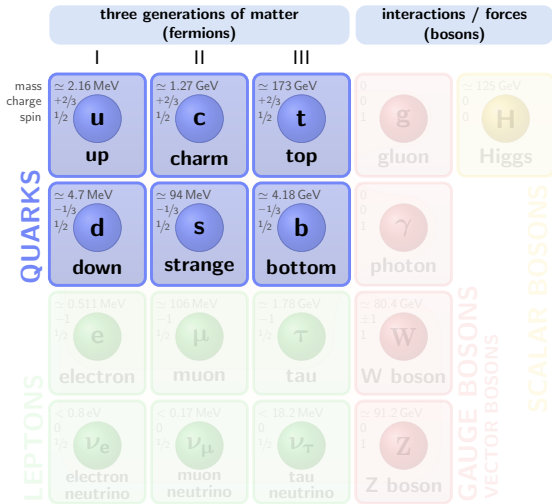 three generations of matter
(fermions)
interactions / forces
(bosons)
I II III
mass
charge
spin
≃ 2.16 MeV
+2/3
1/2
u
up
≃ 1.27 GeV
+2/3
1/2
c
charm
≃ 173 GeV
+2/3
1/2
t
top
0
0
1
g
gluon
≃ 125 GeV
0
0
H
Higgs
QUARKS
≃ 4.7 MeV
−1/3
1/2
d
down
≃ 94 MeV
−1/3
1/2
s
strange
≃ 4.18 GeV
−1/3
1/2
b
bottom
0
0
1
γ
photon
SCALAR BOSONS
LEPTONS
≃ 0.511 MeV
−1
1/2
e
electron
≃ 106 MeV
−1
1/2
μ
muon
≃ 1.78 GeV
−1
1/2
τ
tau
≃ 80.4 GeV
±1
1
W
W boson
GAUGE BOSONS
VECTOR BOSONS
< 0.8 eV
0
1/2
νe
electron
neutrino
< 0.17 MeV
0
1/2
νμ
muon
neutrino
< 18.2 MeV
0
1/2
ντ
tau
neutrino
≃ 91.2 GeV
0
1
Z
Z boson